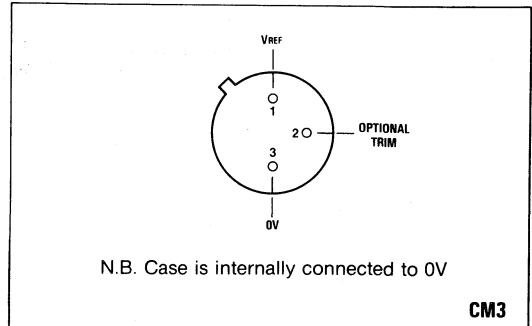 VREF
1
2
OPTIONAL
TRIM
3
0V
N.B. Case is internally connected to 0V
CM3